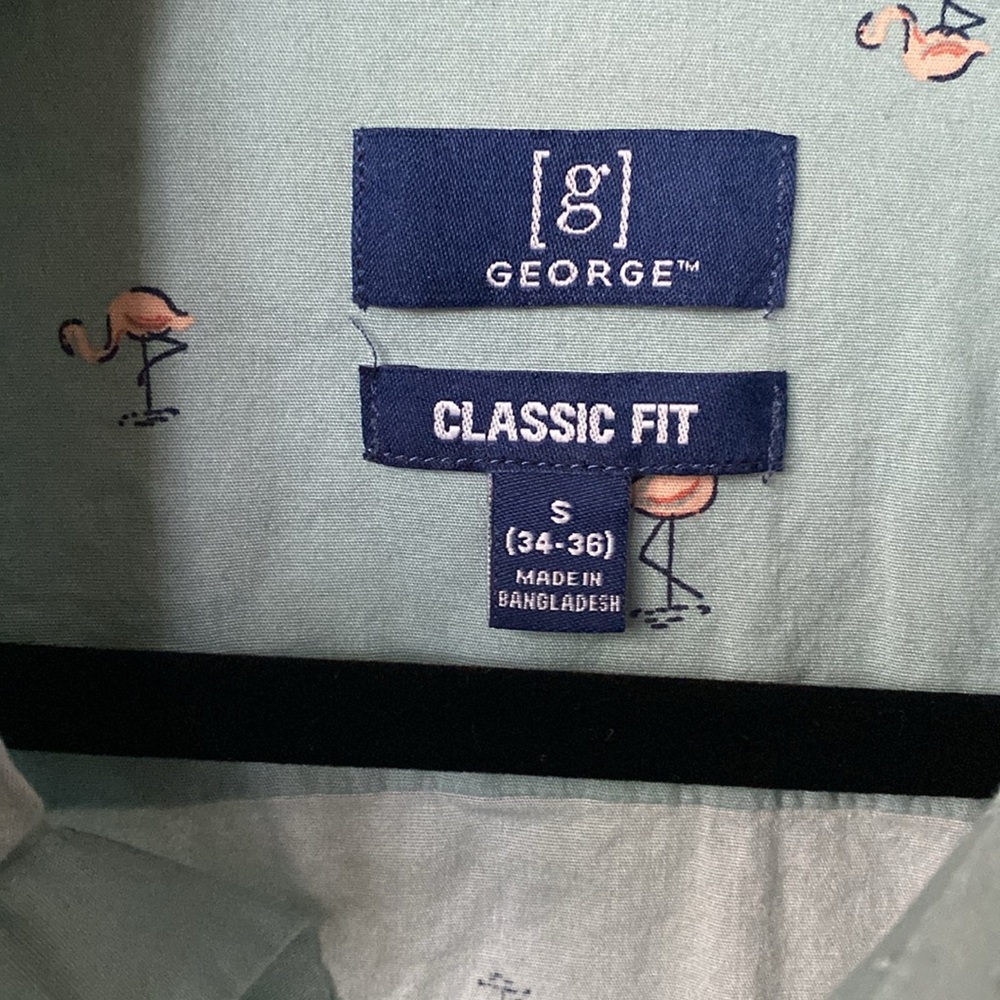 [g]
GEORGE™
CLASSIC FIT
S
(34-36)
MADE IN
BANGLADESH